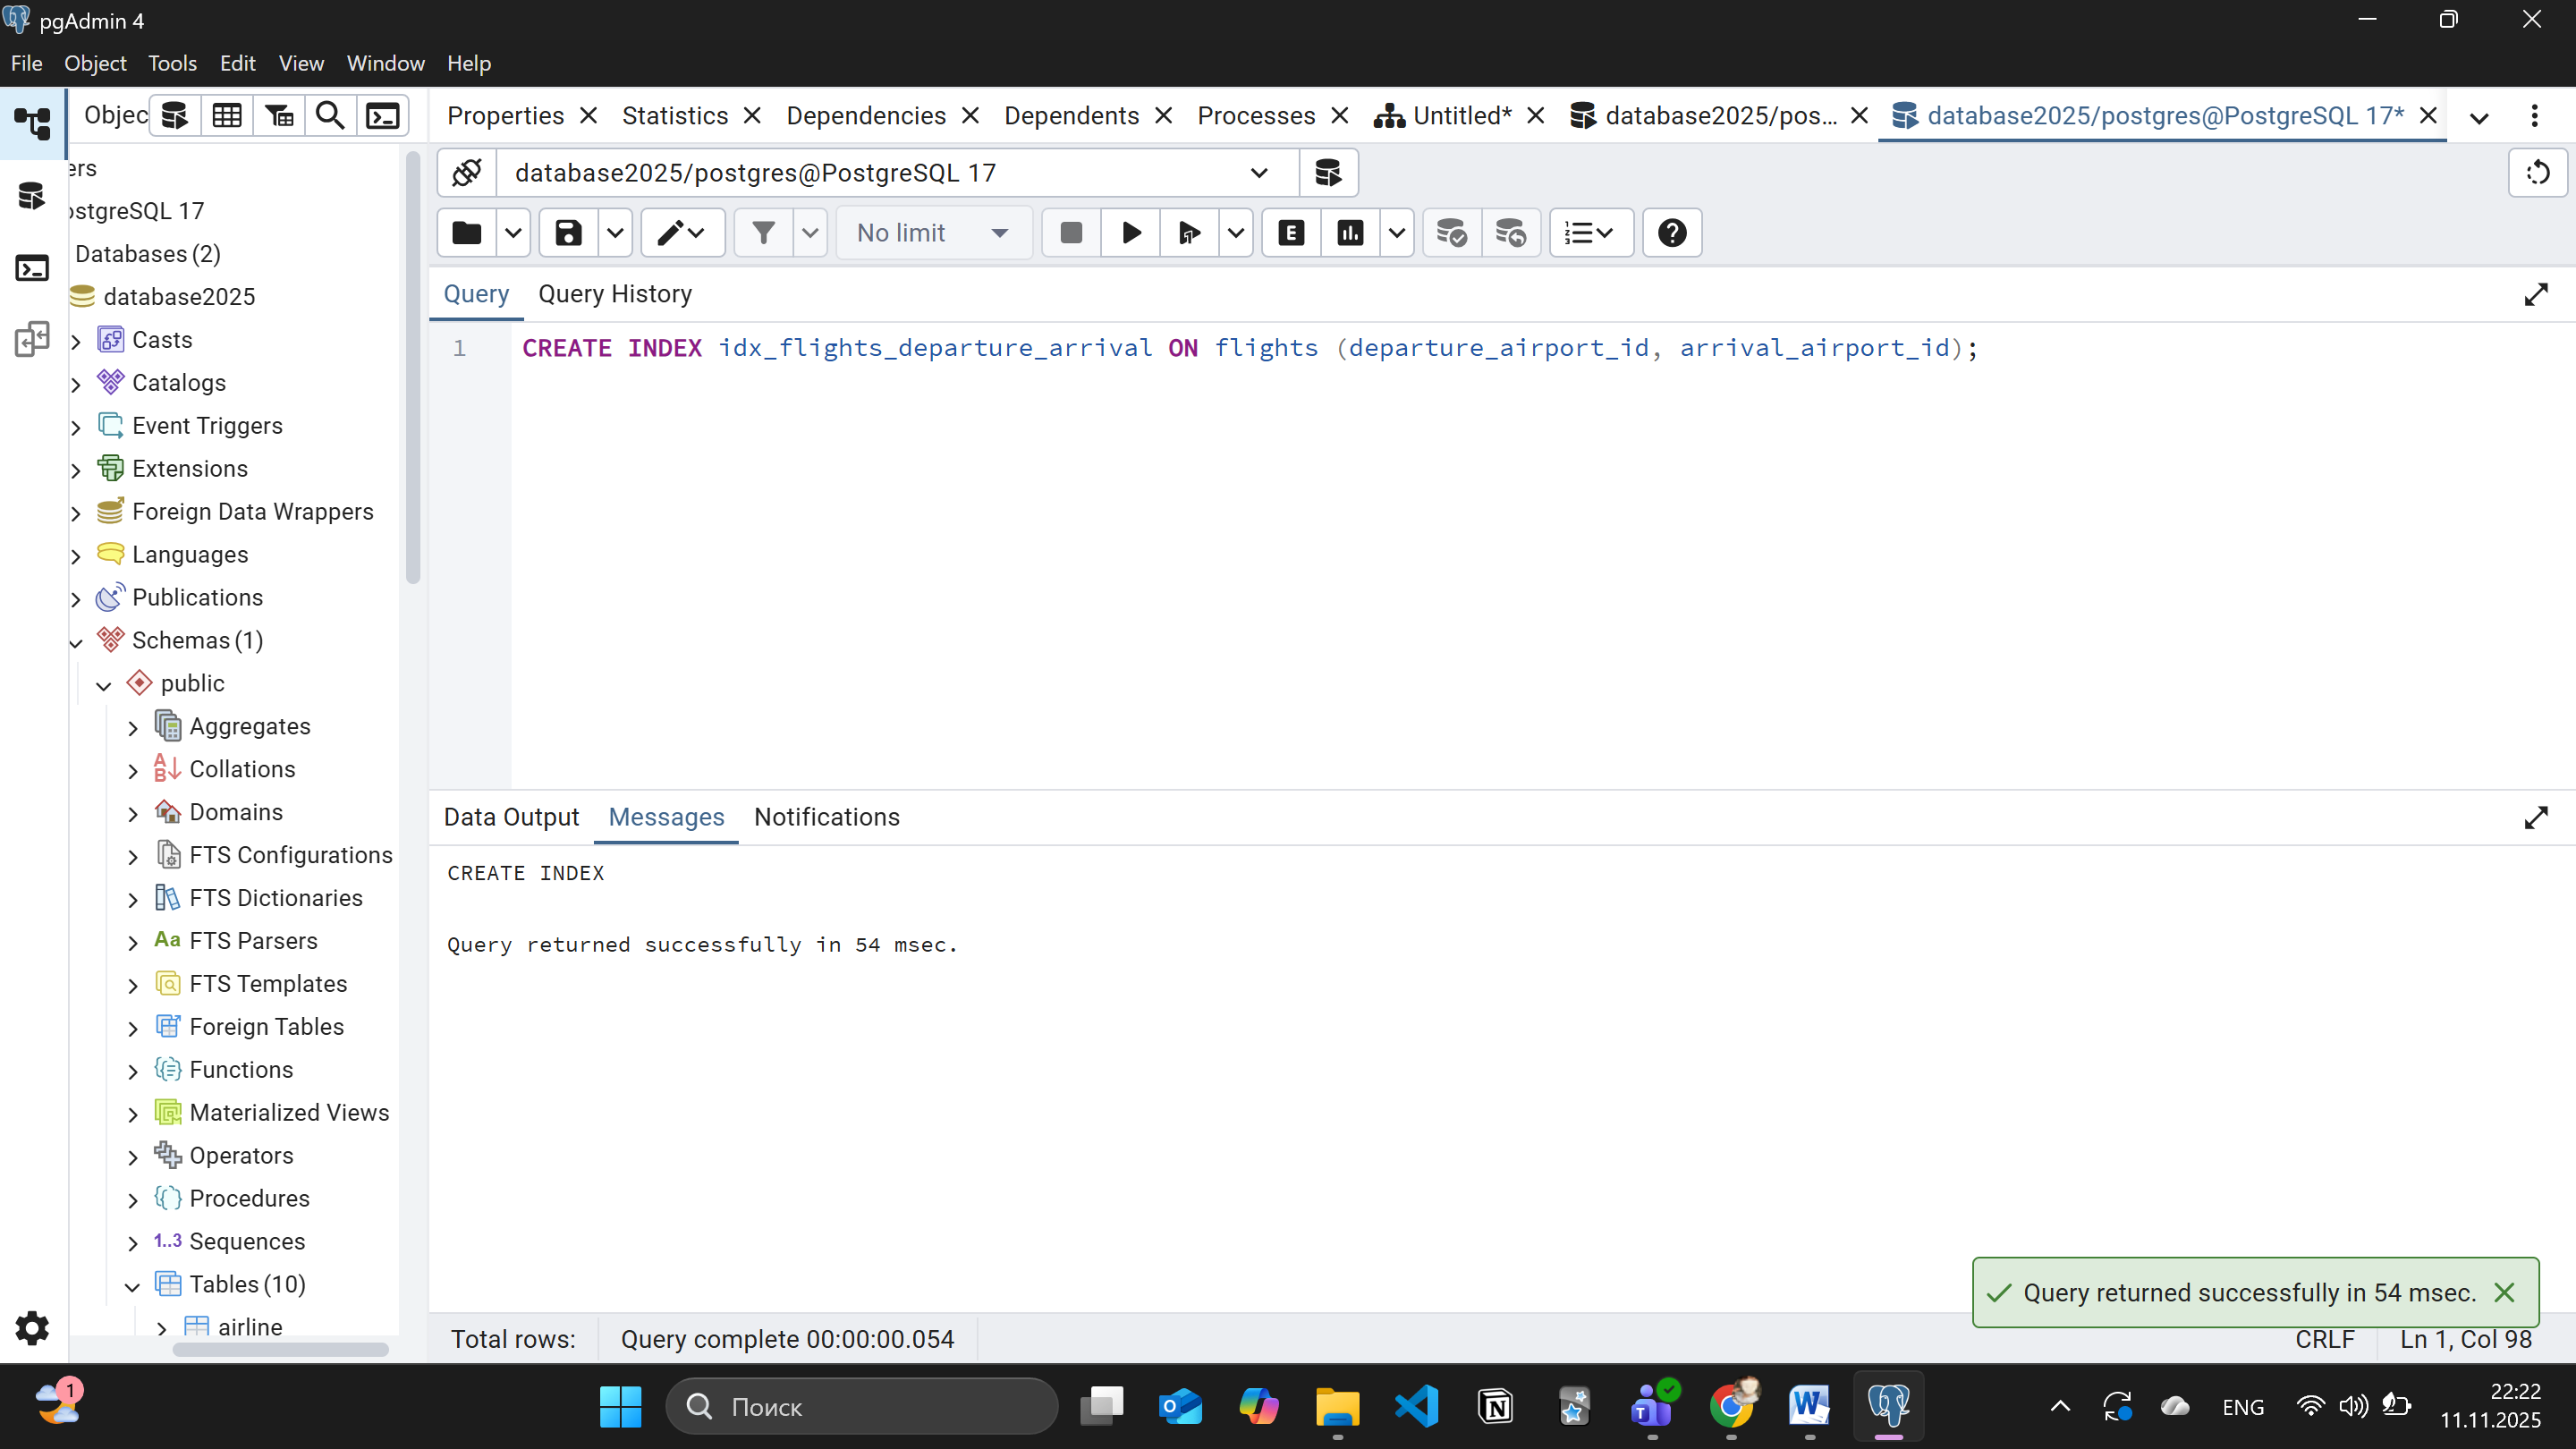 pgAdmin 4
File Object Tools Edit View Window Help
Objec
Properties Statistics Dependencies Dependents Processes Untitled* database2025/pos... database2025/postgres@PostgreSQL 17*
database2025/postgres@PostgreSQL 17
No limit
Query Query History
1 CREATE INDEX idx_flights_departure_arrival ON flights (departure_airport_id, arrival_airport_id);
ers
ostgreSQL 17
Databases (2)
database2025
Casts
Catalogs
Event Triggers
Extensions
Foreign Data Wrappers
Languages
Publications
Schemas (1)
public
Aggregates
Collations
Domains
FTS Configurations
FTS Dictionaries
Aa FTS Parsers
FTS Templates
Foreign Tables
Functions
Materialized Views
Operators
Procedures
1..3 Sequences
Tables (10)
airline
Data Output Messages Notifications
CREATE INDEX
Query returned successfully in 54 msec.
Query returned successfully in 54 msec.
Total rows: Query complete 00:00:00.054 CRLF Ln 1, Col 98
1
Поиск
ENG
22:22
11.11.2025